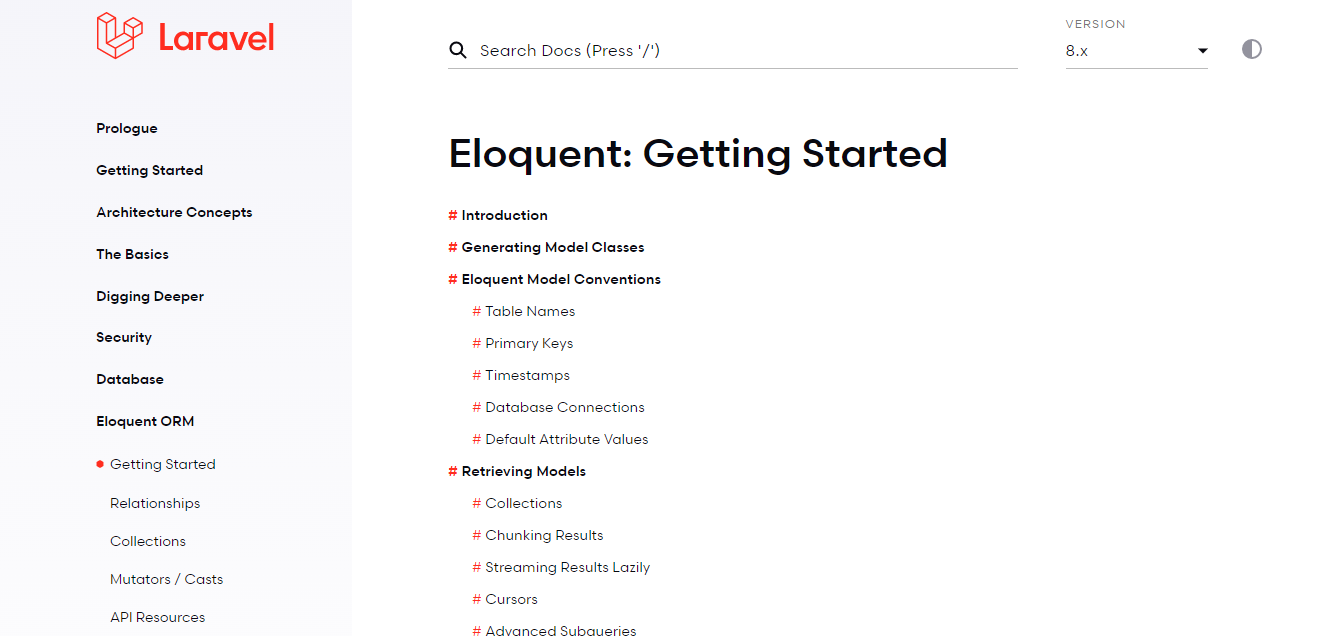 Laravel
Prologue
Getting Started
Architecture Concepts
The Basics
Digging Deeper
Security
Database
Eloquent ORM
Getting Started
Relationships
Collections
Mutators / Casts
API Resources
Search Docs (Press '/')
VERSION
8.x
Eloquent: Getting Started
# Introduction
# Generating Model Classes
# Eloquent Model Conventions
# Table Names
# Primary Keys
# Timestamps
# Database Connections
# Default Attribute Values
# Retrieving Models
# Collections
# Chunking Results
# Streaming Results Lazily
# Cursors
# Advanced Subqueries